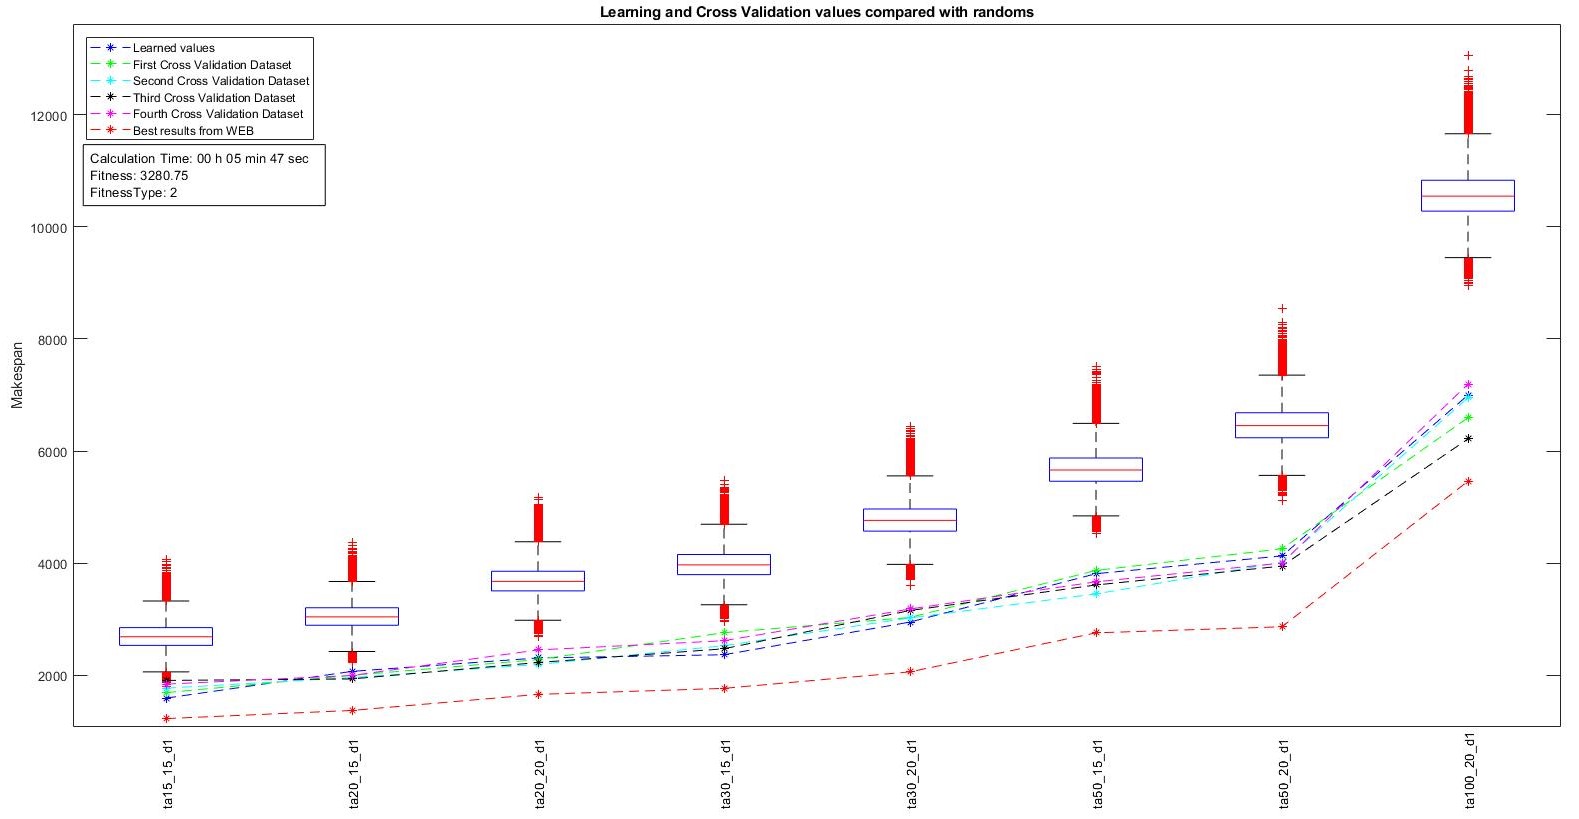 Learning and Cross Validation values compared with randoms
Learned values
First Cross Validation Dataset
Second Cross Validation Dataset
Third Cross Validation Dataset
Fourth Cross Validation Dataset
Best results from WEB
Calculation Time: 00 h 05 min 47 sec
Fitness: 3280.75
FitnessType: 2
Makespan
12000
10000
8000
6000
4000
2000
ta15_15_d1
ta20_15_d1
ta20_20_d1
ta30_15_d1
ta30_20_d1
ta50_15_d1
ta50_20_d1
ta100_20_d1